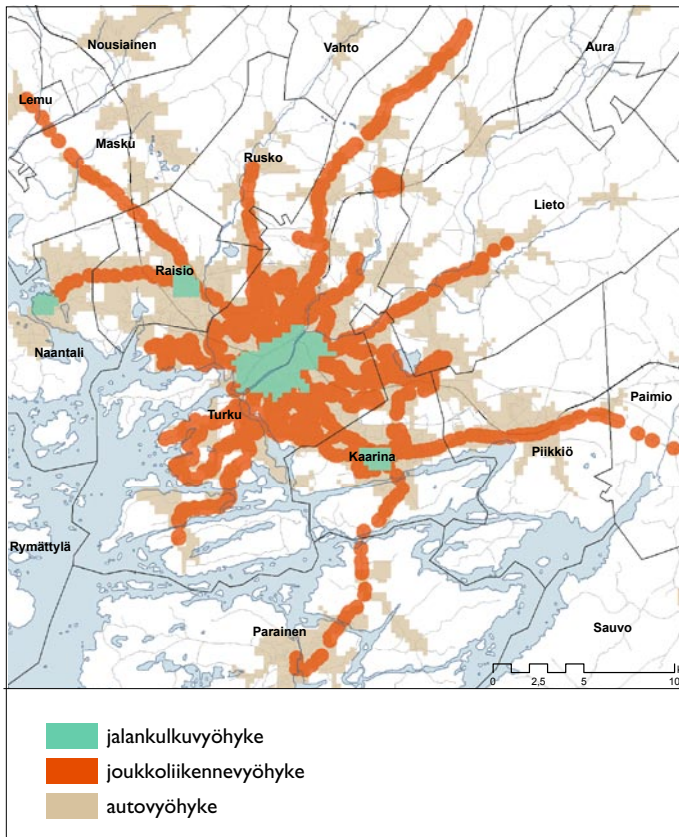 Nousiainen
Vahto
Aura
Lemu
Masku
Rusko
Lieto
Raisio
Naantali
Turku
Paimio
Kaarina
Piikkiö
Rymättylä
Parainen
Sauvo
0 2,5 5 10
jalankulkuvyöhyke
joukkoliikennevyöhyke
autovyöhyke